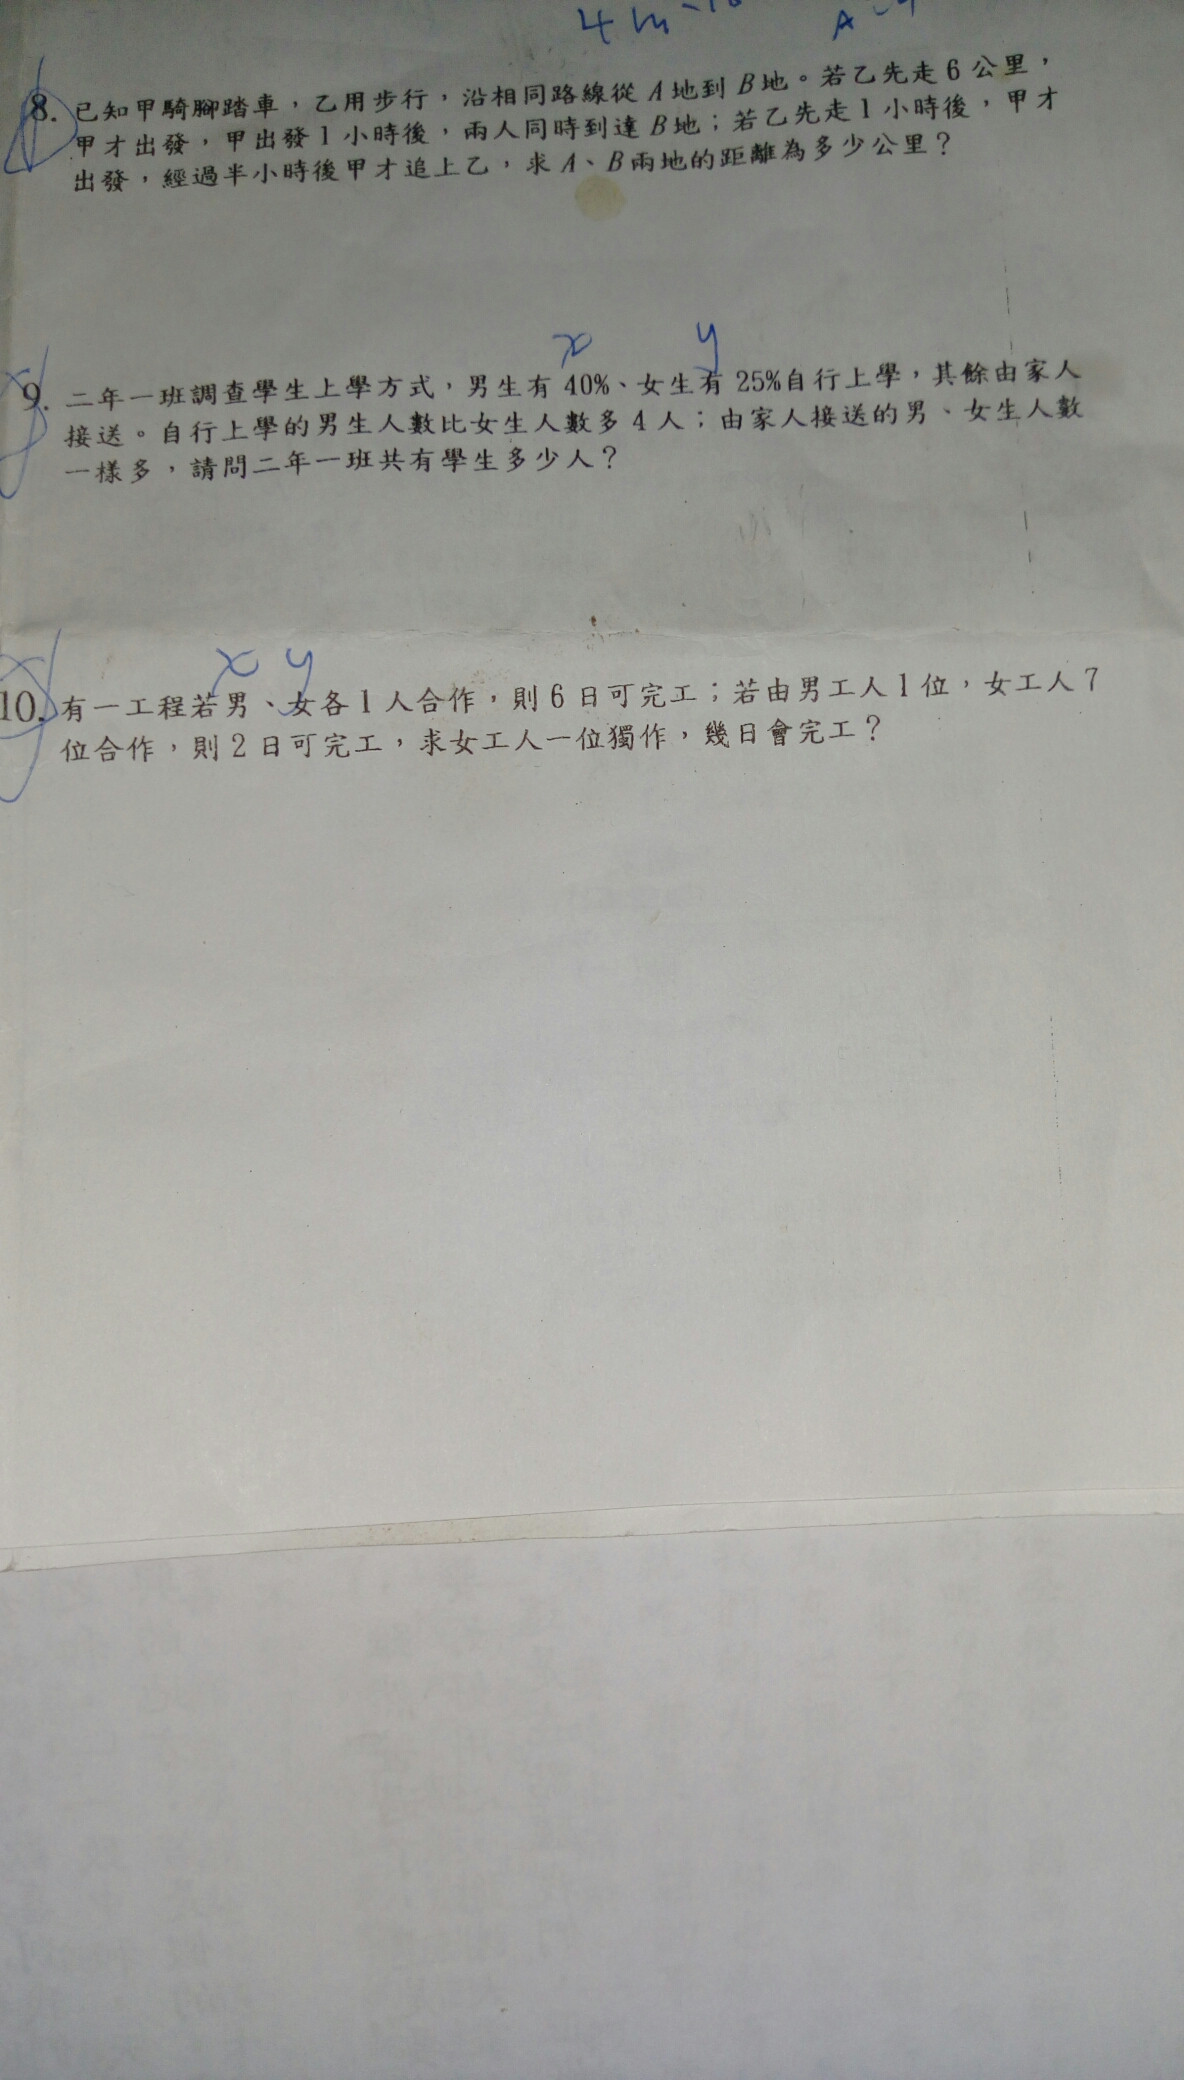 8. 已知甲騎腳踏車，乙用步行，沿相同路線從 A 地到 B 地。若乙先走 6 公里，
甲才出發，甲出發 1 小時後，兩人同時到達 B 地；若乙先走 1 小時後，甲才
出發，經過半小時後甲才追上乙，求 A、B 兩地的距離為多少公里？
x y
9. 二年一班調查學生上學方式，男生有 40%、女生有 25%自行上學，其餘由家人
接送。自行上學的男生人數比女生人數多 4 人；由家人接送的男、女生人數
一樣多，請問二年一班共有學生多少人？
x y
10. 有一工程若男、女各 1 人合作，則 6 日可完工；若由男工人 1 位，女工人 7
位合作，則 2 日可完工，求女工人一位獨作，幾日會完工？